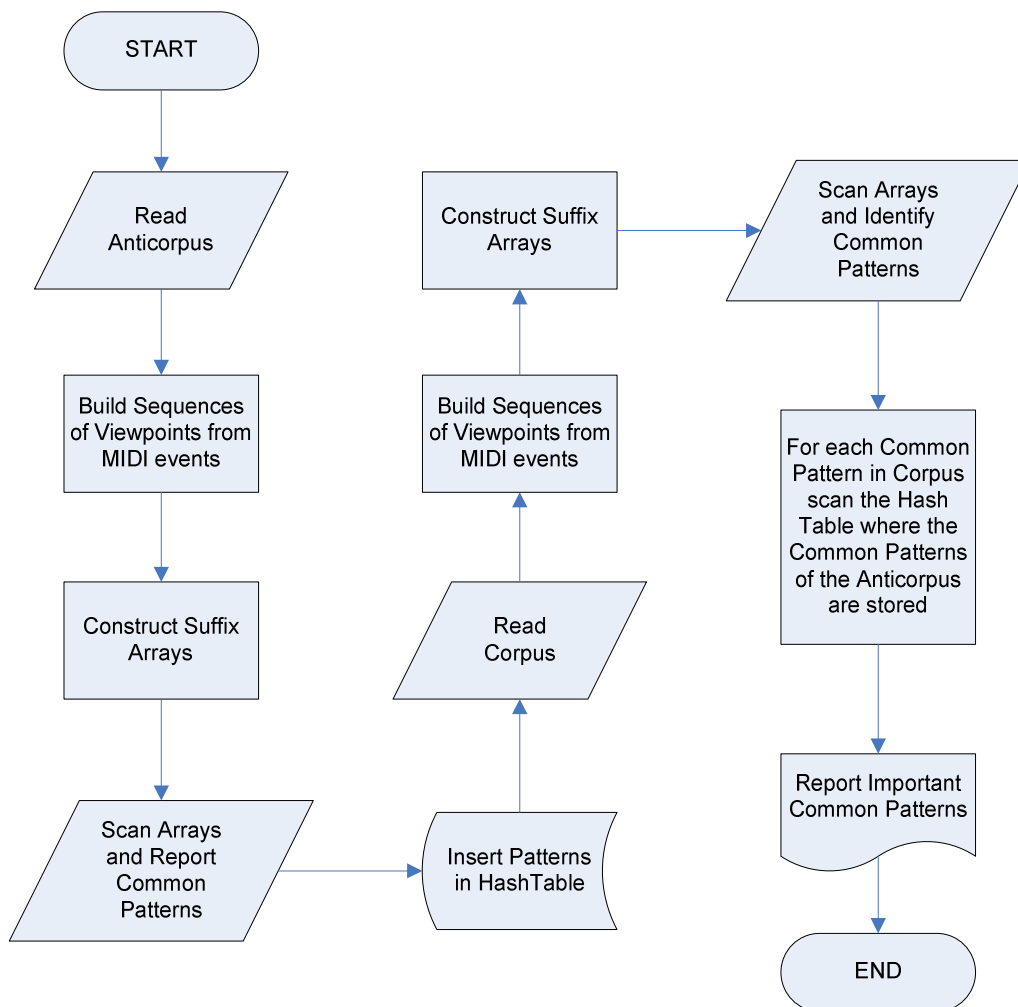 START
Read
Anticorpus
Build Sequences
of Viewpoints from
MIDI events
Construct Suffix
Arrays
Scan Arrays
and Report
Common
Patterns
Insert Patterns
in HashTable
Read
Corpus
Build Sequences
of Viewpoints from
MIDI events
Construct Suffix
Arrays
Scan Arrays
and Identify
Common
Patterns
For each Common
Pattern in Corpus
scan the Hash
Table where the
Common Patterns
of the Anticorpus
are stored
Report Important
Common Patterns
END